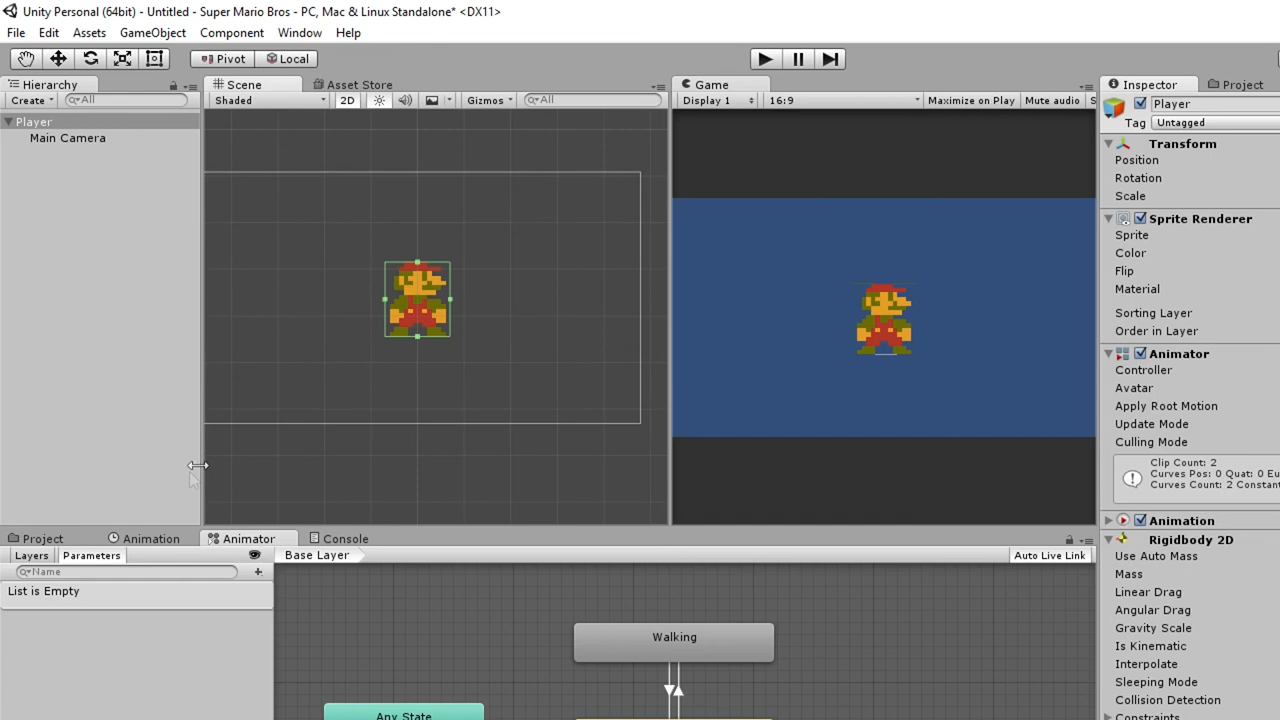 Unity Personal (64bit) - Untitled - Super Mario Bros - PC, Mac & Linux Standalone* <DX11>
File Edit Assets GameObject Component Window Help
Pivot Local
Hierarchy
Create All
Player
Main Camera
Scene Asset Store
Shaded 2D Gizmos All
Game
Display 1 16:9 Maximize on Play Mute audio S
Inspector Project
Player
Tag Untagged
Transform
Position
Rotation
Scale
Sprite Renderer
Sprite
Color
Flip
Material
Sorting Layer
Order in Layer
Animator
Controller
Avatar
Apply Root Motion
Update Mode
Culling Mode
Clip Count: 2
Curves Pos: 0 Quat: 0 Eu
Curves Count: 2 Constan
Animation
Rigidbody 2D
Use Auto Mass
Mass
Linear Drag
Angular Drag
Gravity Scale
Is Kinematic
Interpolate
Sleeping Mode
Collision Detection
Constraints
Project Animation Animator Console
Layers Parameters Base Layer Auto Live Link
Name
List is Empty
Walking
Any State